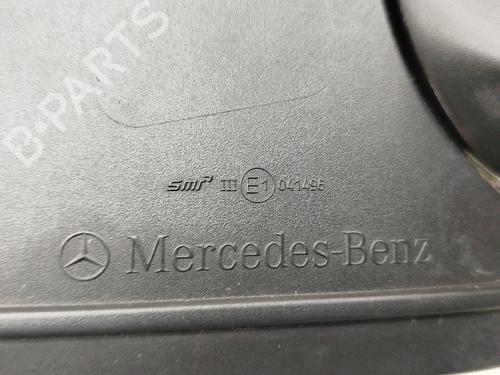 B-PARTS
smr III E1 041496
Mercedes-Benz